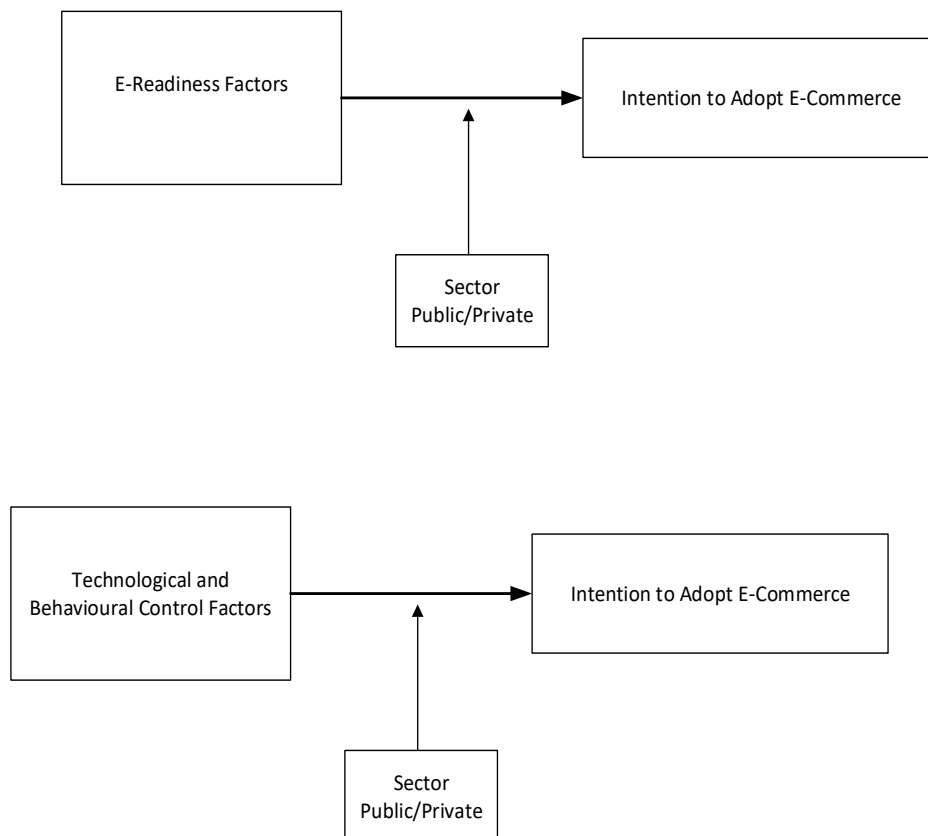 E-Readiness Factors
Intention to Adopt E-Commerce
Sector
Public/Private
Technological and
Behavioural Control Factors
Intention to Adopt E-Commerce
Sector
Public/Private